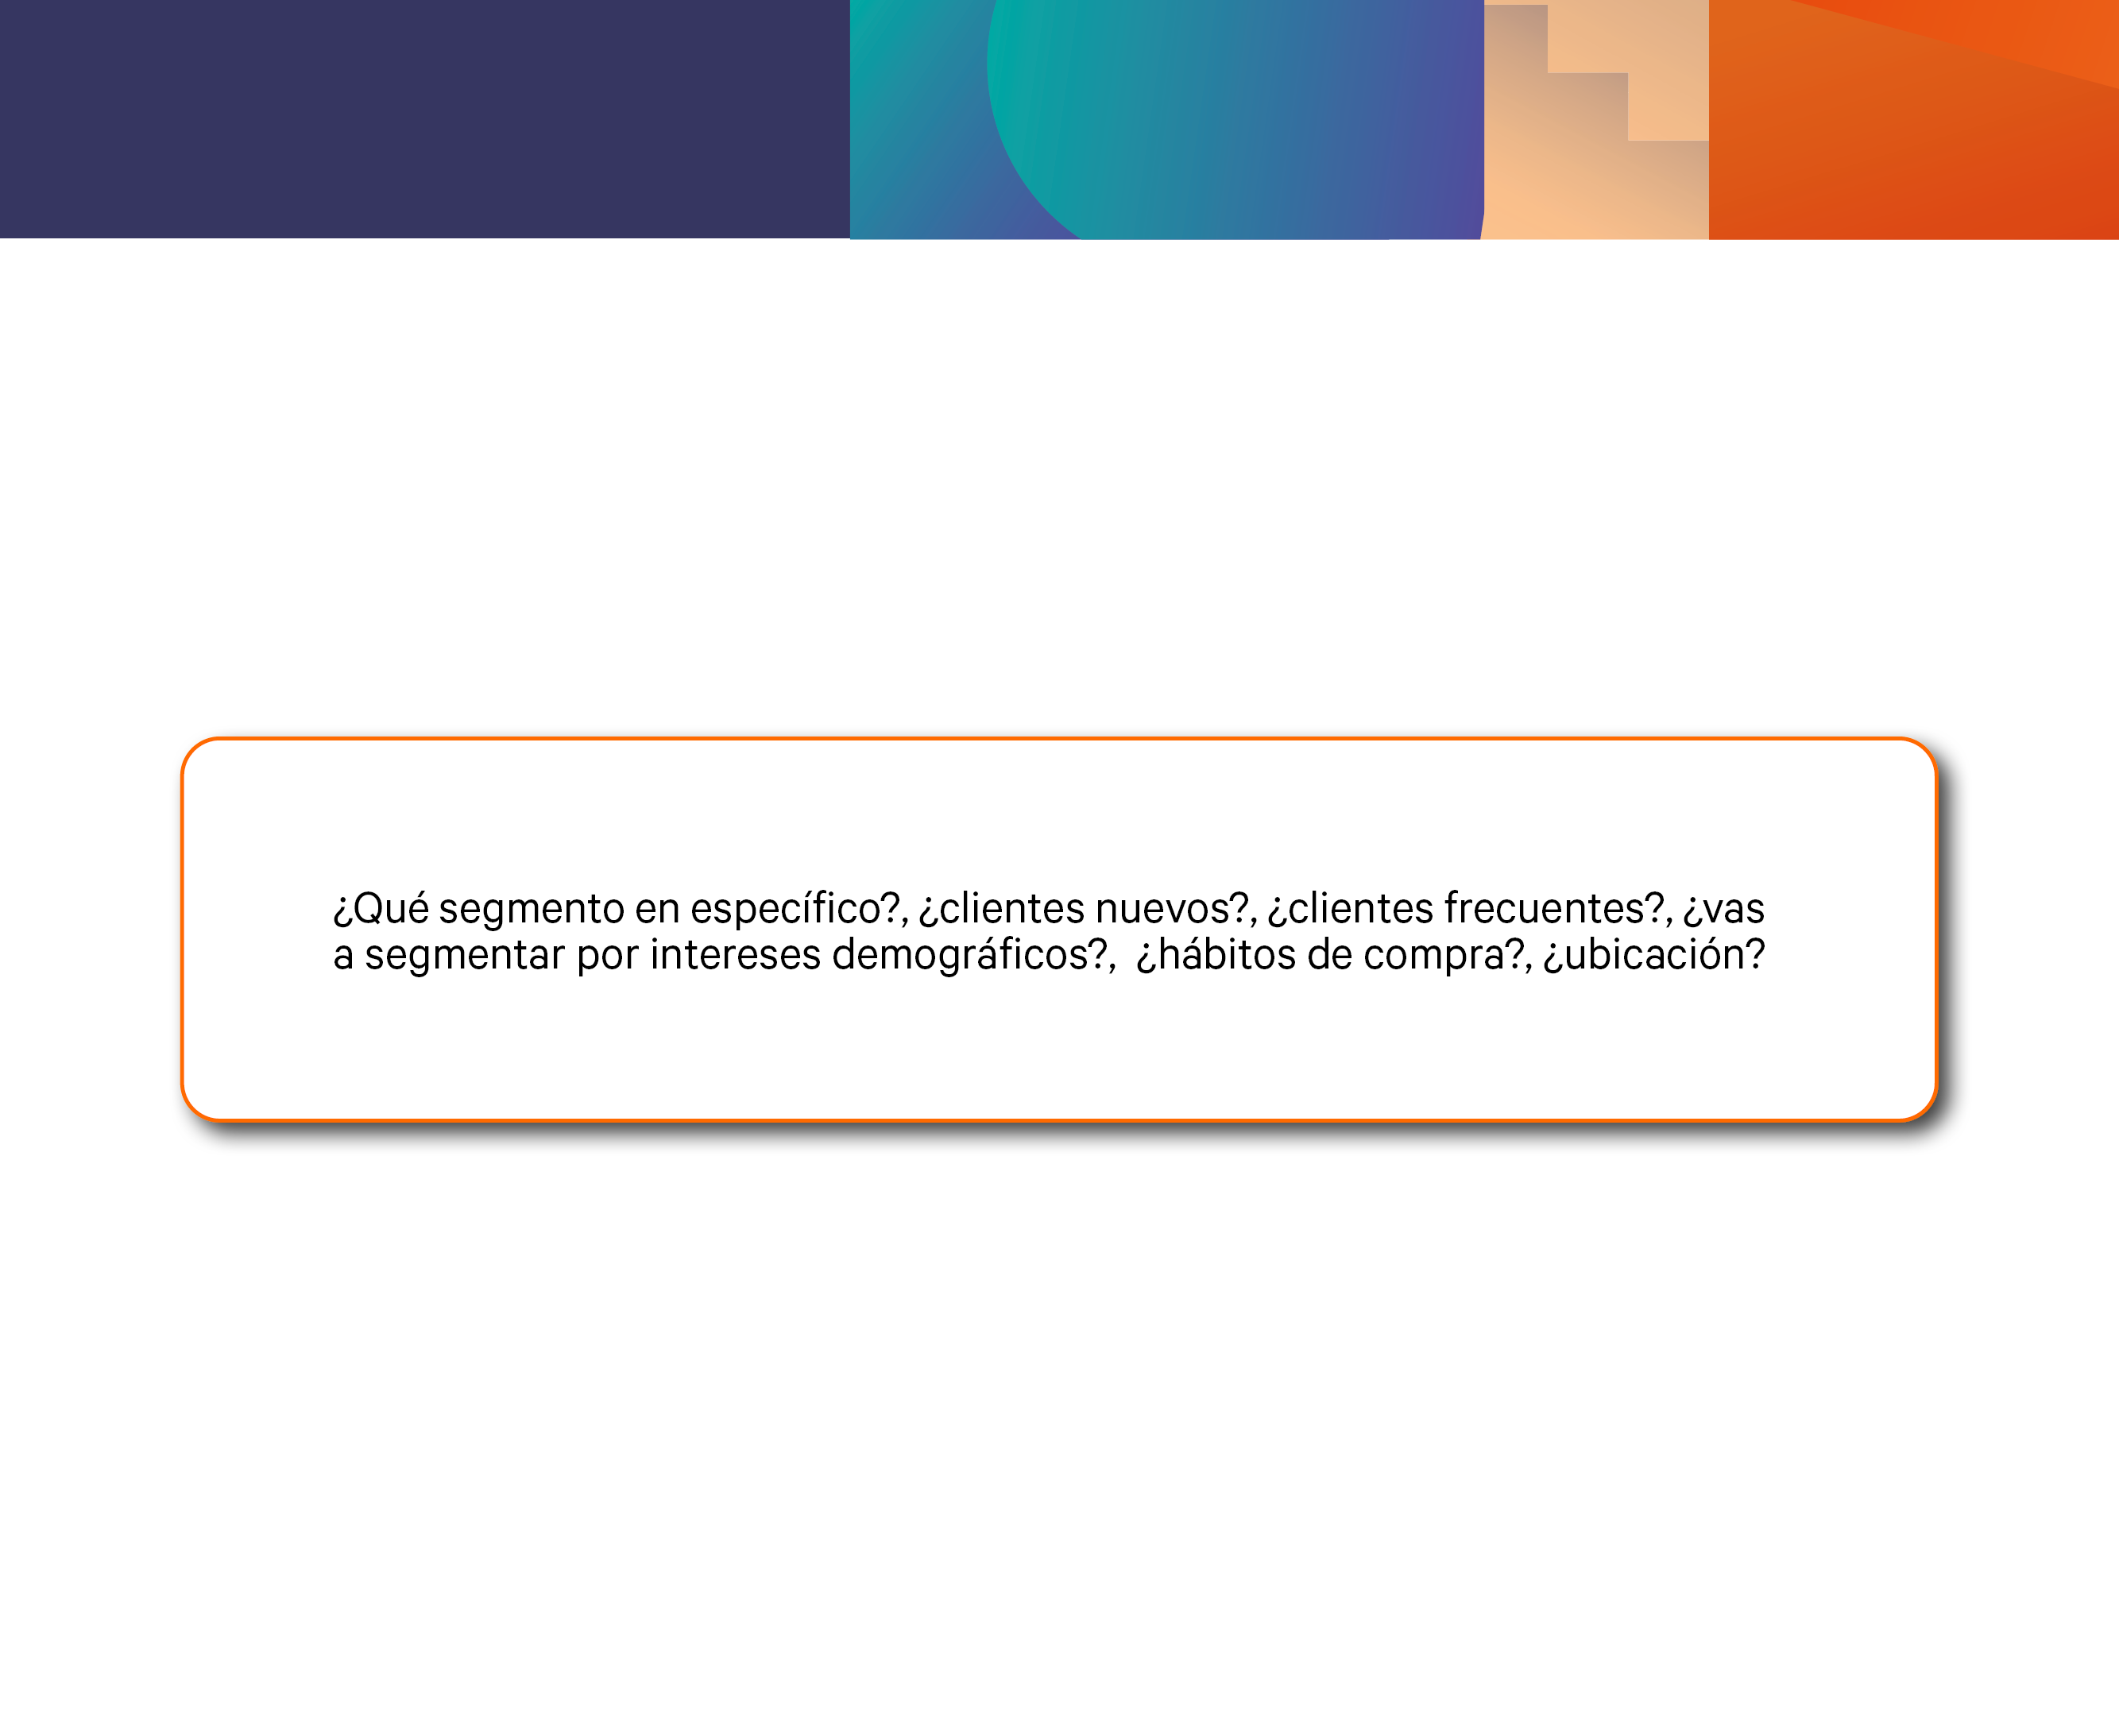 ¿Qué segmento en específico?, ¿clientes nuevos?, ¿clientes frecuentes?, ¿vas
a segmentar por intereses demográficos?,  ¿hábitos de compra?, ¿ubicación?